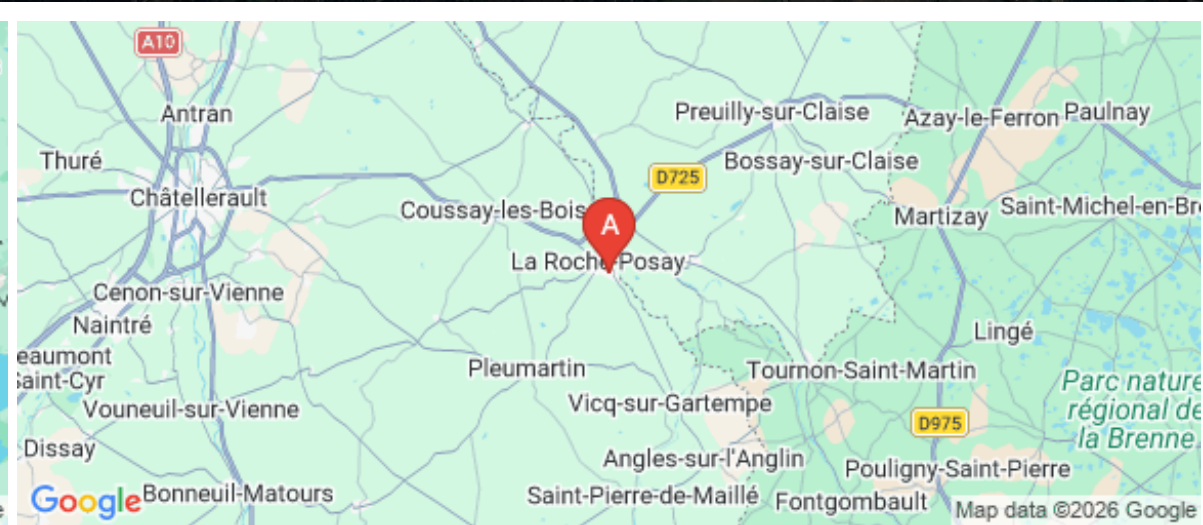 A10
Antran
Preuilly-sur-Claise
Azay-le-Ferron
Paulnay
Thuré
Bossay-sur-Claise
D725
Châtellerault
Coussay-les-Bois
A
Martizay
Saint-Michel-en-Br
La Roche-Posay
Cenon-sur-Vienne
Naintré
Lingé
eaumont
Saint-Cyr
Pleumartin
Tournon-Saint-Martin
Parc nature
régional de
la Brenne
Vouneuil-sur-Vienne
Vicq-sur-Gartempe
D975
Dissay
Angles-sur-l'Anglin
Pouligny-Saint-Pierre
Google
Bonneuil-Matours
Saint-Pierre-de-Maillé
Fontgombault
Map data ©2026 Google